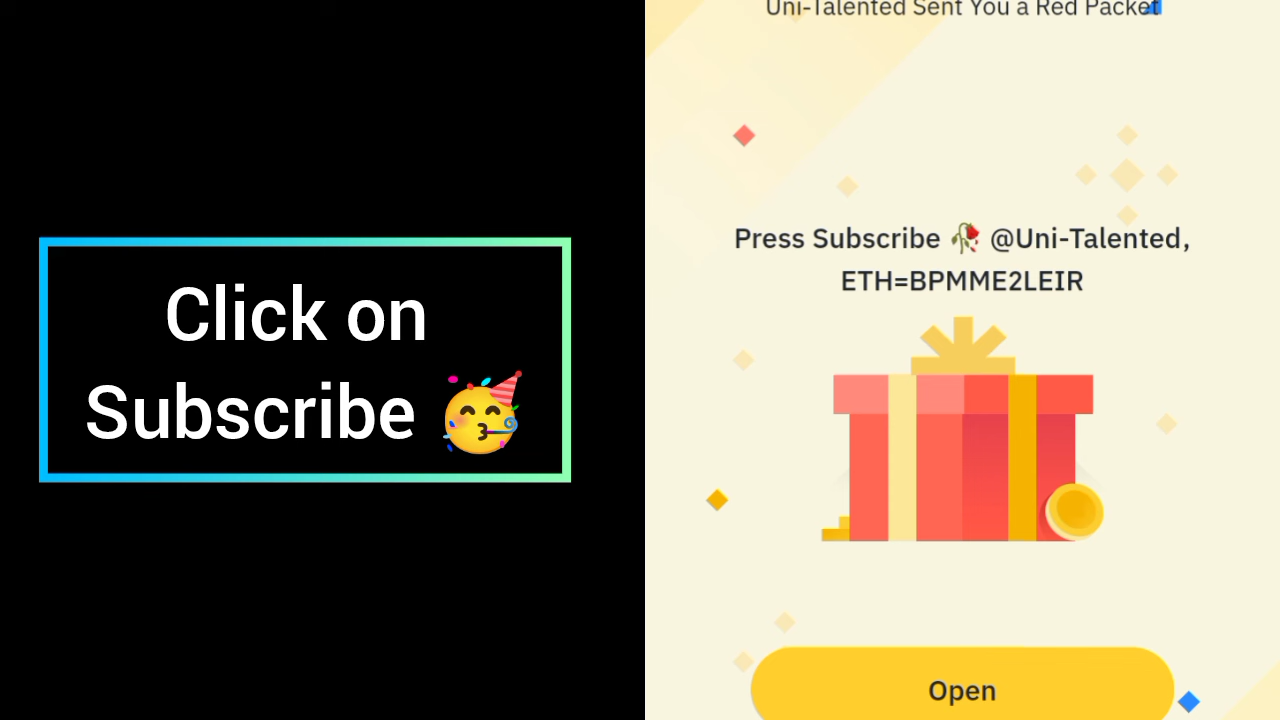 Click on
Subscribe 🥳
Uni-Talented Sent You a Red Packet
Press Subscribe 🥀 @Uni-Talented,
ETH=BPMME2LEIR
Open